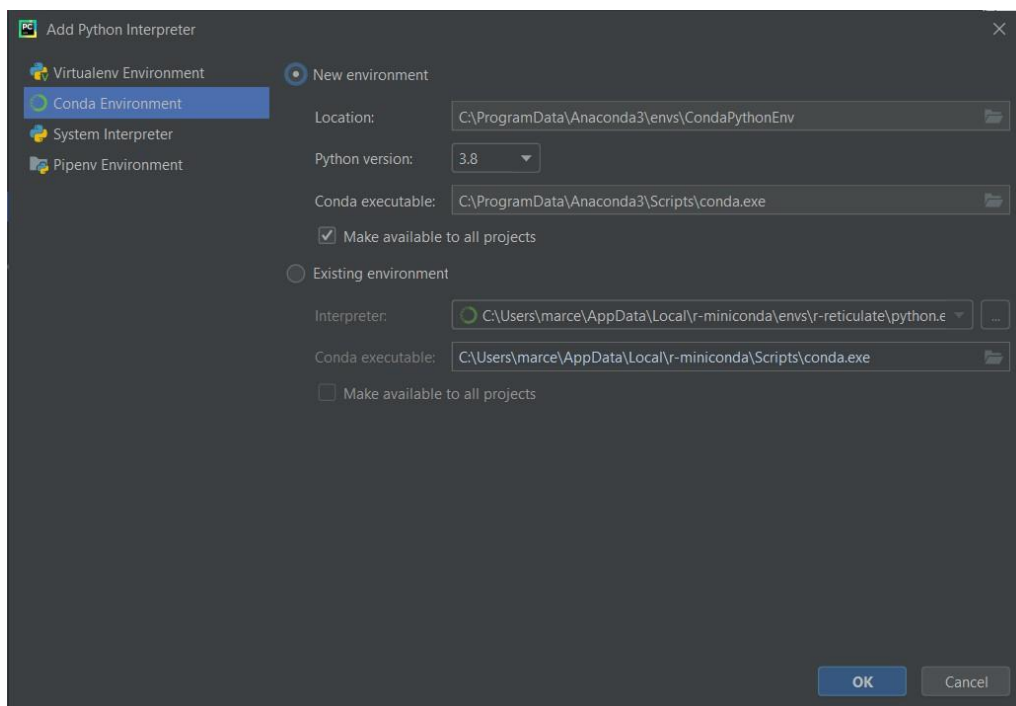 PC Add Python Interpreter
Virtualenv Environment
Conda Environment
System Interpreter
Pipenv Environment
New environment
Location: C:\ProgramData\Anaconda3\envs\CondaPythonEnv
Python version: 3.8
Conda executable: C:\ProgramData\Anaconda3\Scripts\conda.exe
Make available to all projects
Existing environment
Interpreter: C:\Users\marce\AppData\Local\r-miniconda\envs\r-reticulate\python.e ...
Conda executable: C:\Users\marce\AppData\Local\r-miniconda\Scripts\conda.exe
Make available to all projects
OK Cancel